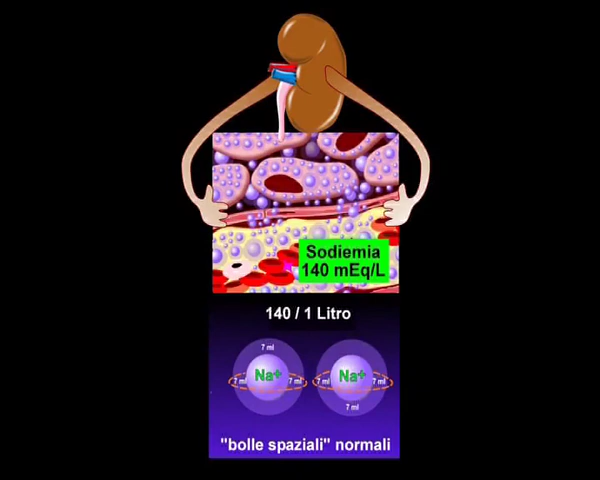 Sodiemia
140 mEq/L
140 / 1 Litro
7 ml
7 ml Na+ 7 ml 7 ml Na+ 7 ml
7 ml
"bolle spaziali" normali